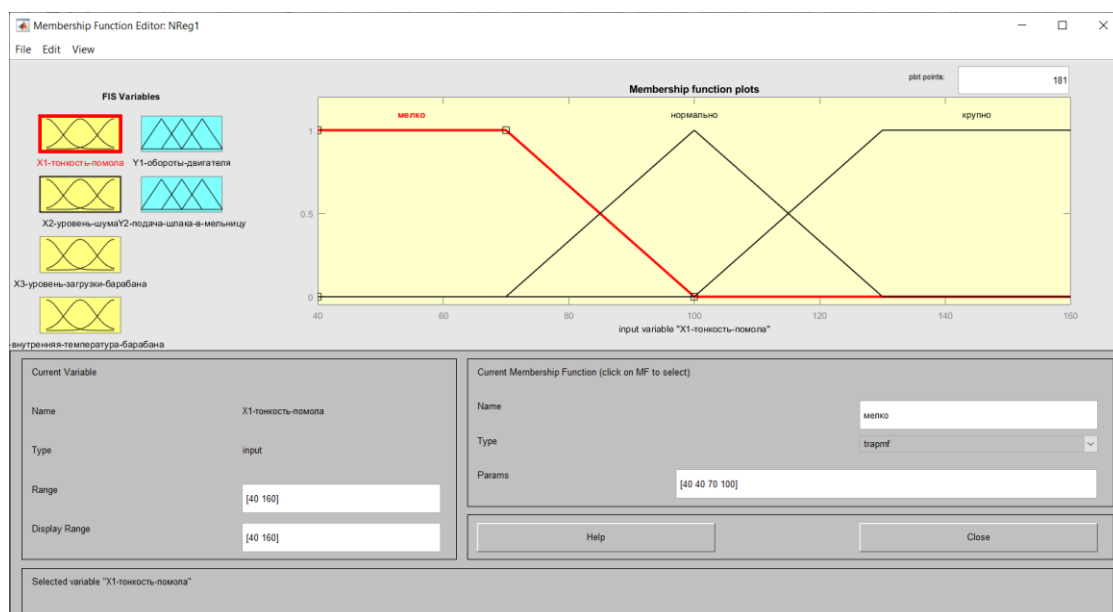 Membership Function Editor: NReg1
File Edit View
plot points: 181
FIS Variables
Membership function plots
мелко нормально крупно
1
0.5
0
40 60 80 100 120 140 160
input variable "X1-тонкость-помола"
X1-тонкость-помола Y1-обороты-двигателя
X2-уровень-шума Y2-подача-шлака-в-мельницу
X3-уровень-загрузки-барабана
-внутренняя-температура-барабана
Current Variable
Name X1-тонкость-помола
Type input
Range [40 160]
Display Range [40 160]
Current Membership Function (click on MF to select)
Name мелко
Type trapmf
Params [40 40 70 100]
Help Close
Selected variable "X1-тонкость-помола"